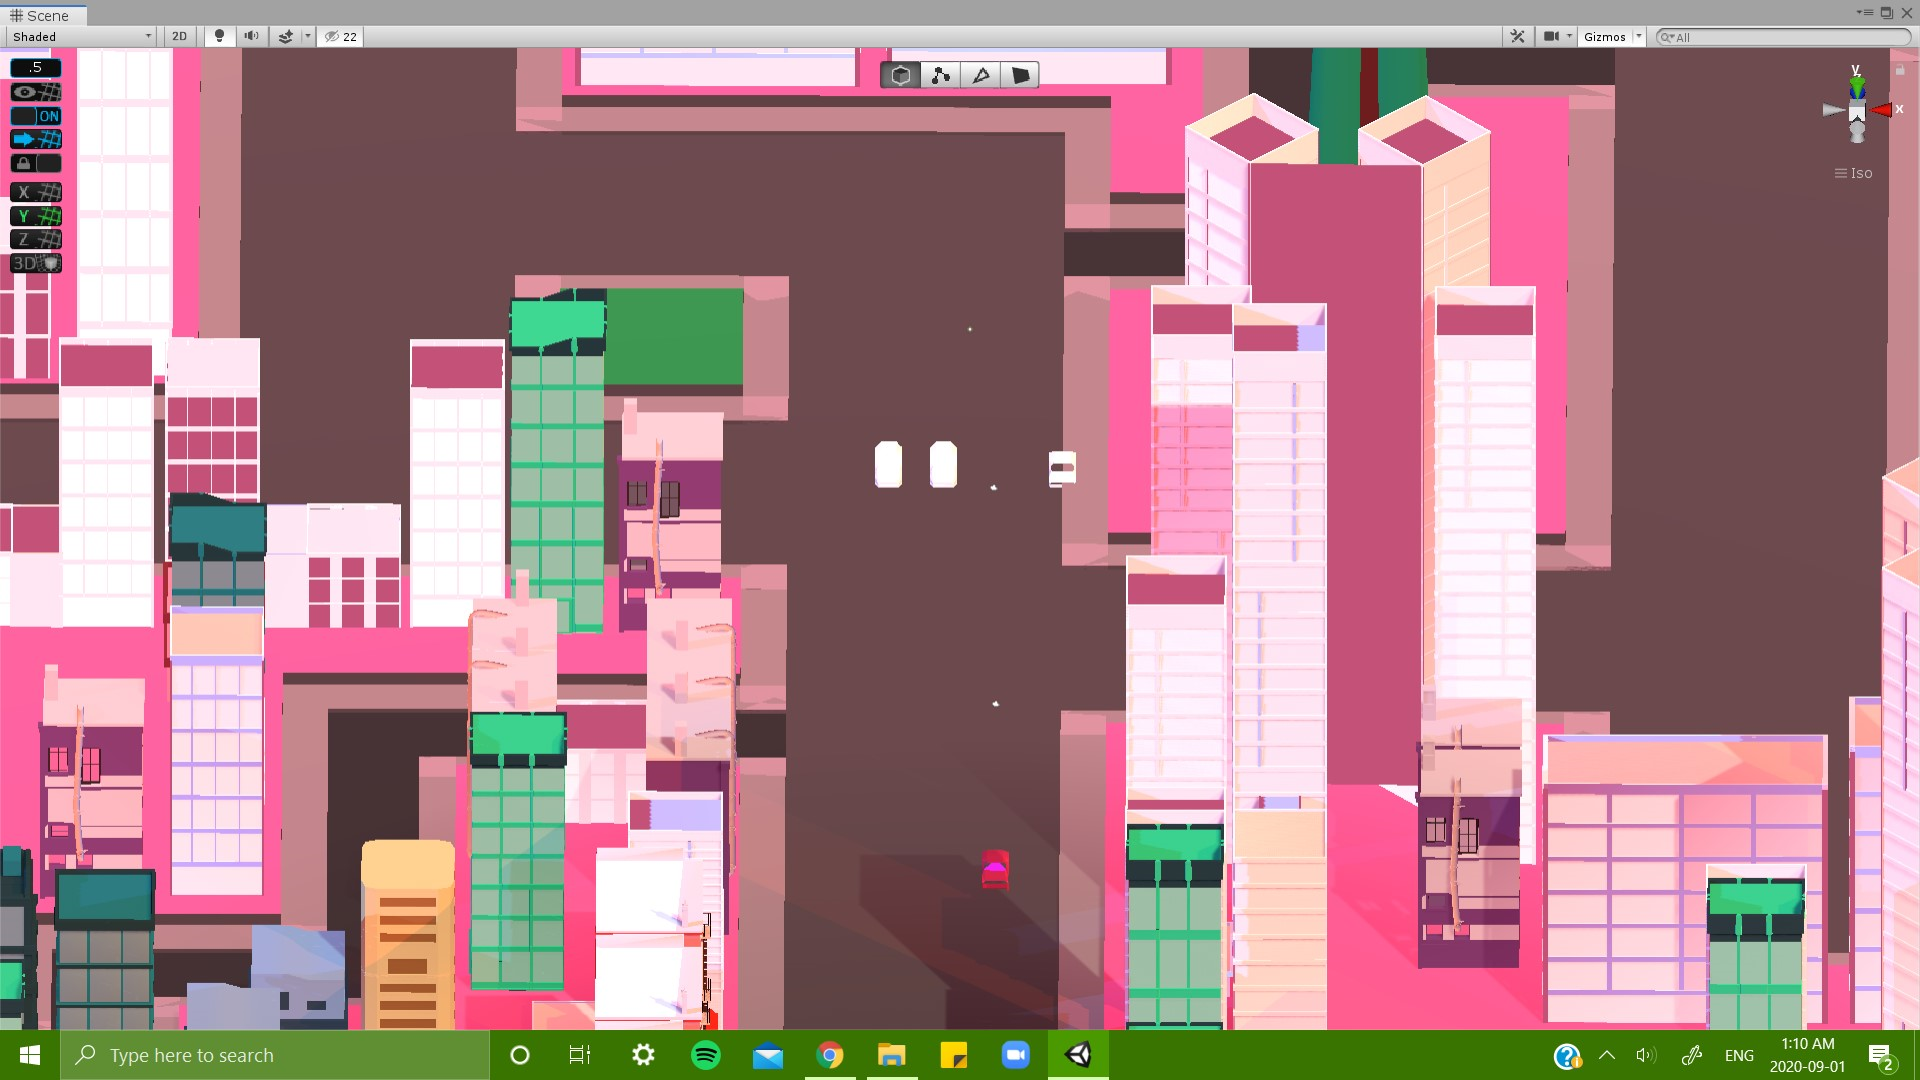 Scene
Shaded
2D
22
Gizmos
All
.5
ON
X
Y
Z
3D
y
x
Iso
Type here to search
ENG
1:10 AM
2020-09-01
2